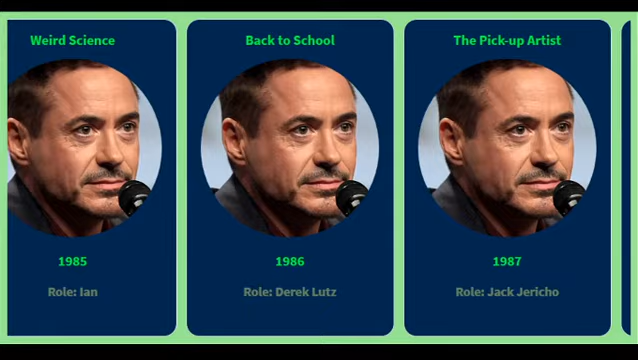 Weird Science
1985
Role: Ian
Back to School
1986
Role: Derek Lutz
The Pick-up Artist
1987
Role: Jack Jericho